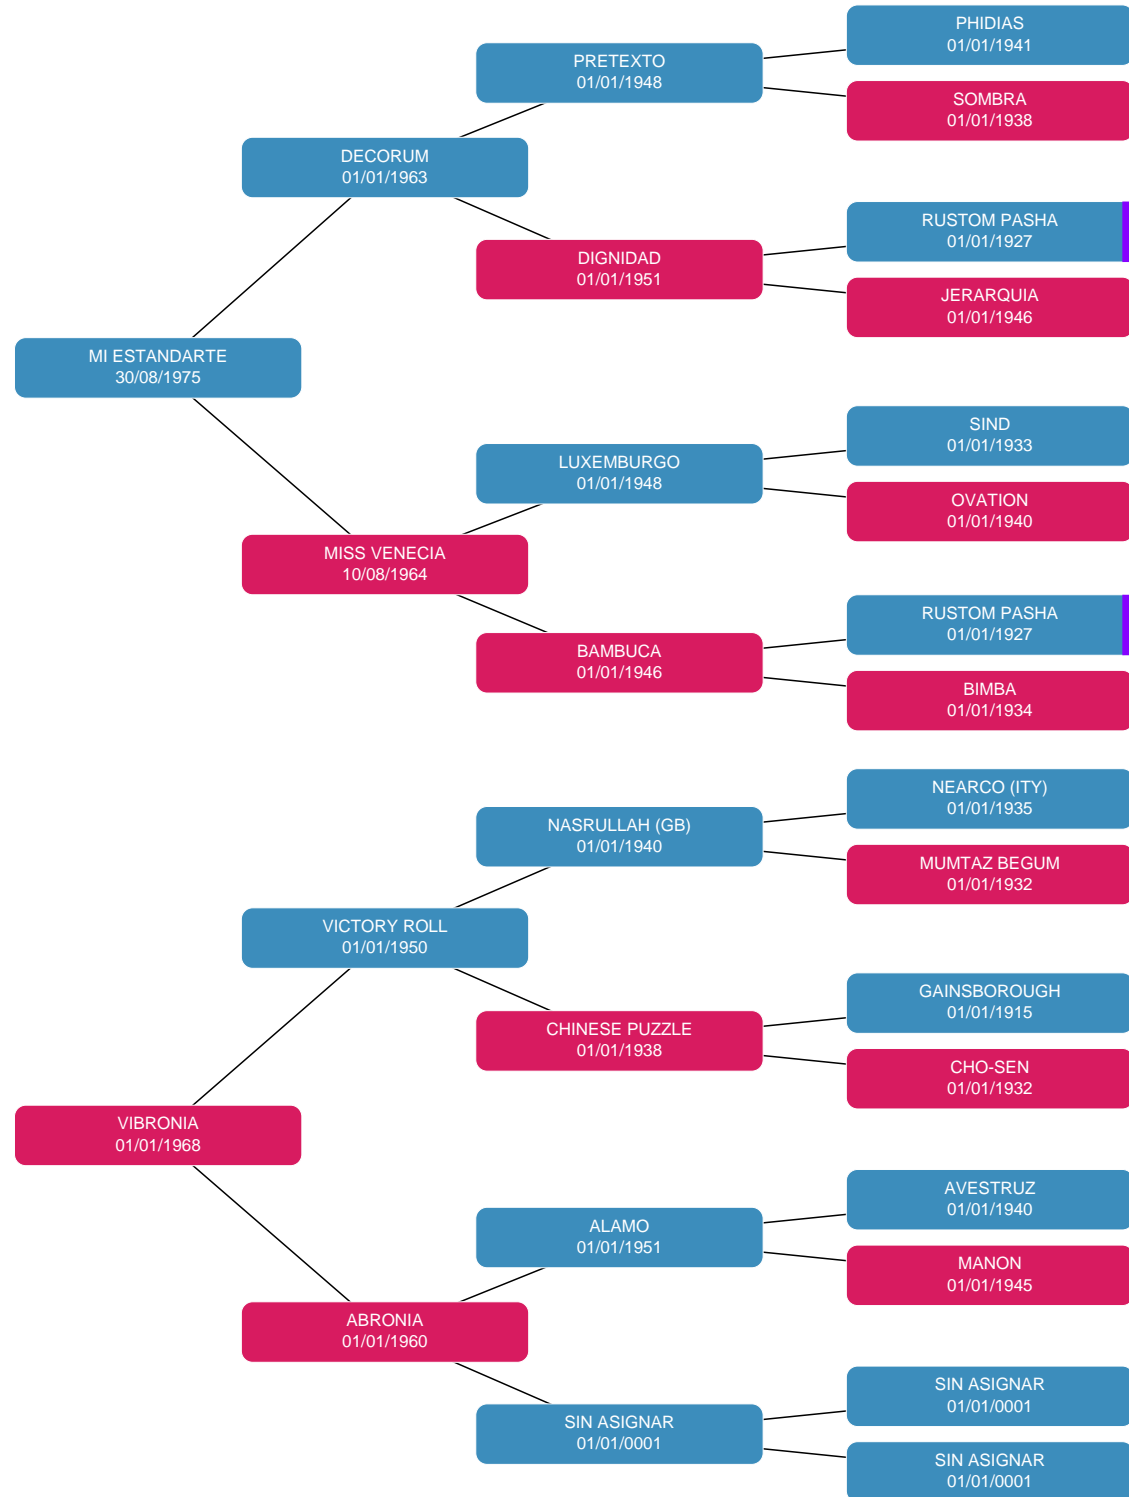 PHIDIAS
01/01/1941
PRETEXTO
01/01/1948
SOMBRA
01/01/1938
DECORUM
01/01/1963
RUSTOM PASHA
01/01/1927
DIGNIDAD
01/01/1951
JERARQUIA
01/01/1946
MI ESTANDARTE
30/08/1975
SIND
01/01/1933
LUXEMBURGO
01/01/1948
OVATION
01/01/1940
MISS VENECIA
10/08/1964
RUSTOM PASHA
01/01/1927
BAMBUCA
01/01/1946
BIMBA
01/01/1934
NEARCO (ITY)
01/01/1935
NASRULLAH (GB)
01/01/1940
MUMTAZ BEGUM
01/01/1932
VICTORY ROLL
01/01/1950
GAINSBOROUGH
01/01/1915
CHINESE PUZZLE
01/01/1938
CHO-SEN
01/01/1932
VIBRONIA
01/01/1968
AVESTRUZ
01/01/1940
ALAMO
01/01/1951
MANON
01/01/1945
ABRONIA
01/01/1960
SIN ASIGNAR
01/01/0001
SIN ASIGNAR
01/01/0001
SIN ASIGNAR
01/01/0001